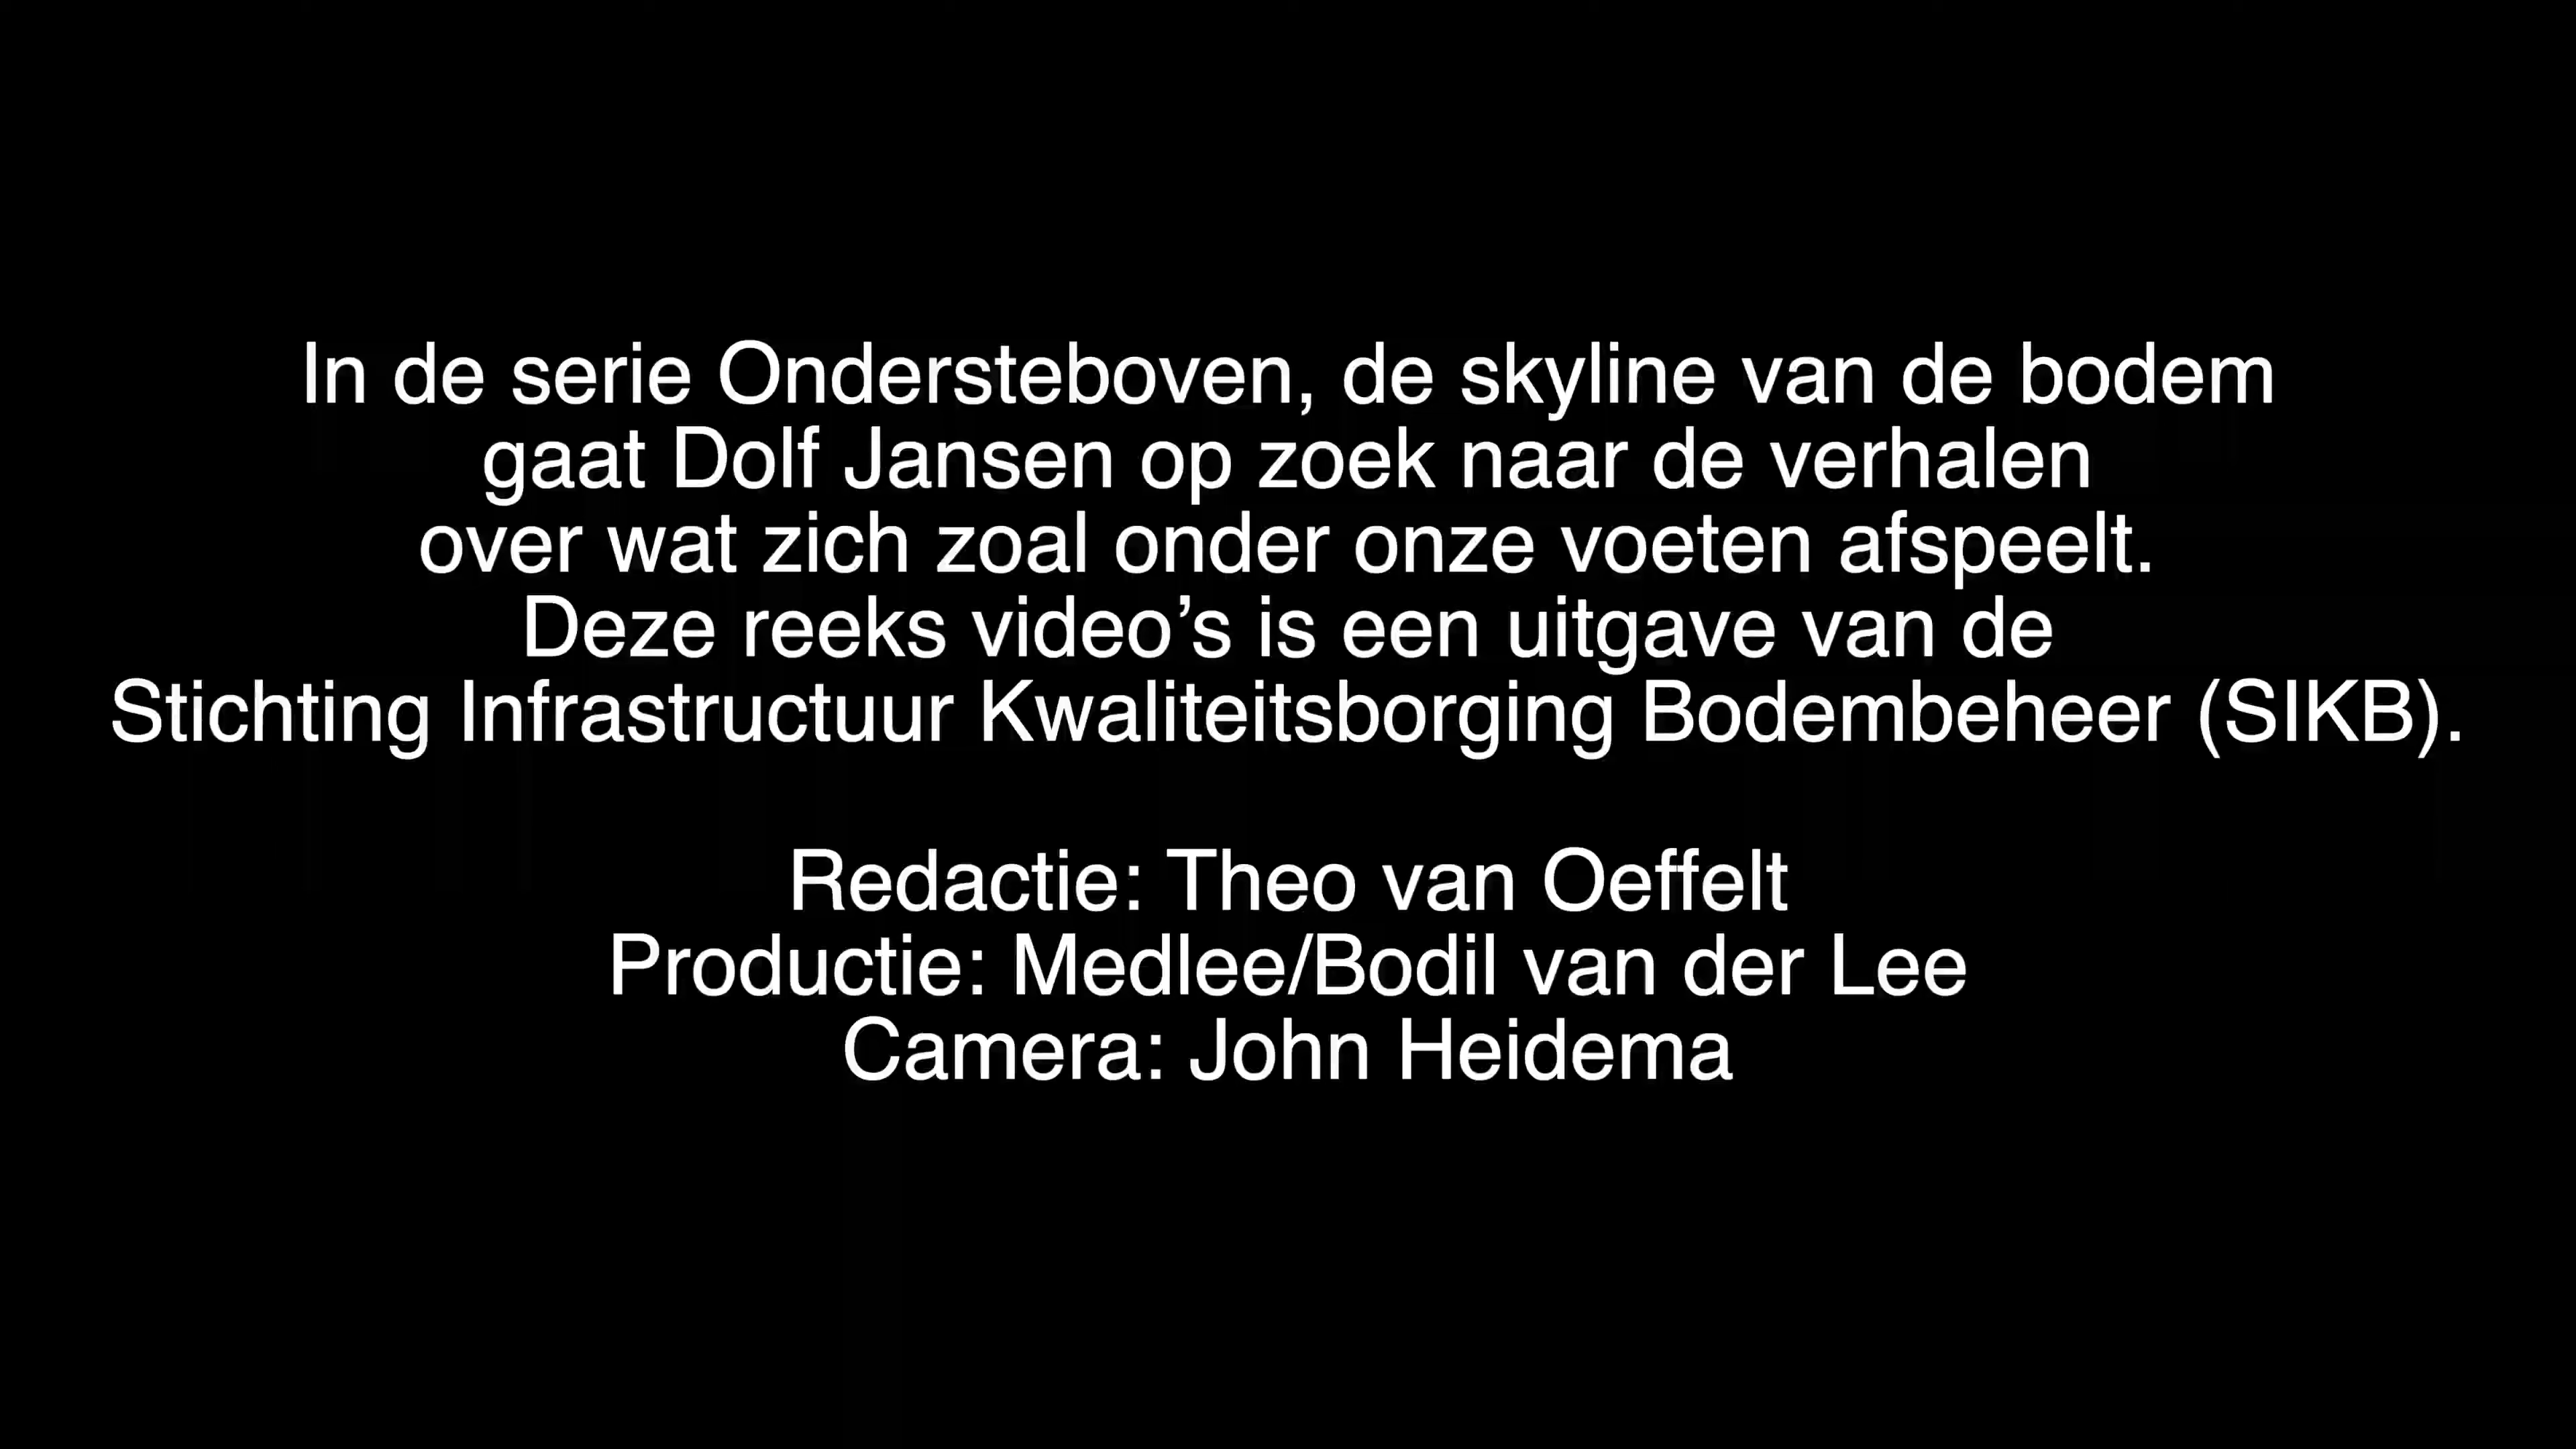 In de serie Ondersteboven, de skyline van de bodem
gaat Dolf Jansen op zoek naar de verhalen
over wat zich zoal onder onze voeten afspeelt.
Deze reeks video’s is een uitgave van de
Stichting Infrastructuur Kwaliteitsborging Bodembeheer (SIKB).
Redactie: Theo van Oeffelt
Productie: Medlee/Bodil van der Lee
Camera: John Heidema